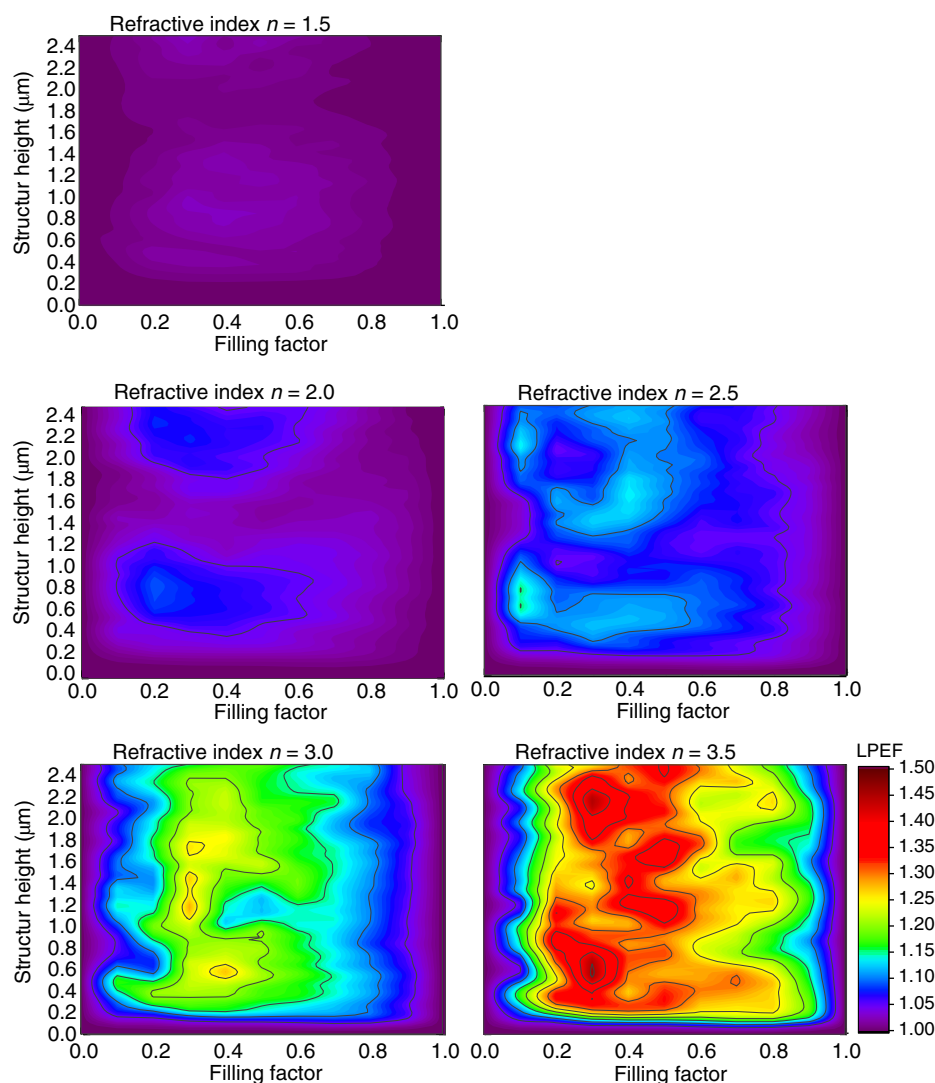 Refractive index n = 1.5
Structur height (μm)
2.4
2.2
2.0
1.8
1.6
1.4
1.2
1.0
0.8
0.6
0.4
0.2
0.0
0.0 0.2 0.4 0.6 0.8 1.0
Filling factor
Refractive index n = 2.0
Structur height (μm)
2.4
2.2
2.0
1.8
1.6
1.4
1.2
1.0
0.8
0.6
0.4
0.2
0.0
0.0 0.2 0.4 0.6 0.8 1.0
Filling factor
Refractive index n = 2.5
0.0 0.2 0.4 0.6 0.8 1.0
Filling factor
Refractive index n = 3.0
Structur height (μm)
2.4
2.2
2.0
1.8
1.6
1.4
1.2
1.0
0.8
0.6
0.4
0.2
0.0
0.0 0.2 0.4 0.6 0.8 1.0
Filling factor
Refractive index n = 3.5
0.0 0.2 0.4 0.6 0.8 1.0
Filling factor
LPEF
1.50
1.45
1.40
1.35
1.30
1.25
1.20
1.15
1.10
1.05
1.00